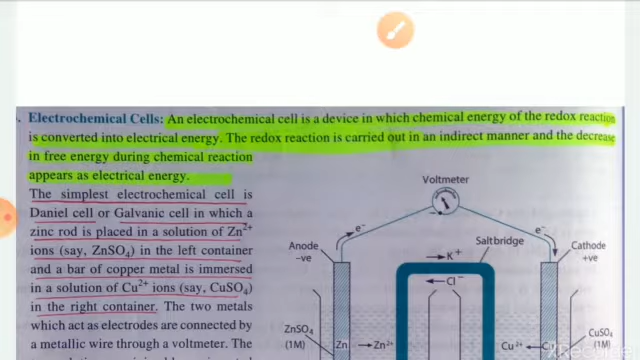 Electrochemical Cells: An electrochemical cell is a device in which chemical energy of the redox reaction
is converted into electrical energy. The redox reaction is carried out in an indirect manner and the decrease
in free energy during chemical reaction
appears as electrical energy.
The simplest electrochemical cell is
Daniel cell or Galvanic cell in which a
zinc rod is placed in a solution of Zn²⁺
ions (say, ZnSO₄) in the left container
and a bar of copper metal is immersed
in a solution of Cu²⁺ ions (say, CuSO₄)
in the right container. The two metals
which act as electrodes are connected by
a metallic wire through a voltmeter. The
Voltmeter
e⁻
e⁻
Anode
-ve
K⁺
Salt bridge
Cathode
+ve
Cl⁻
ZnSO₄
(1M)
Zn
Zn²⁺
Cu²⁺
CuSO₄
(1M)